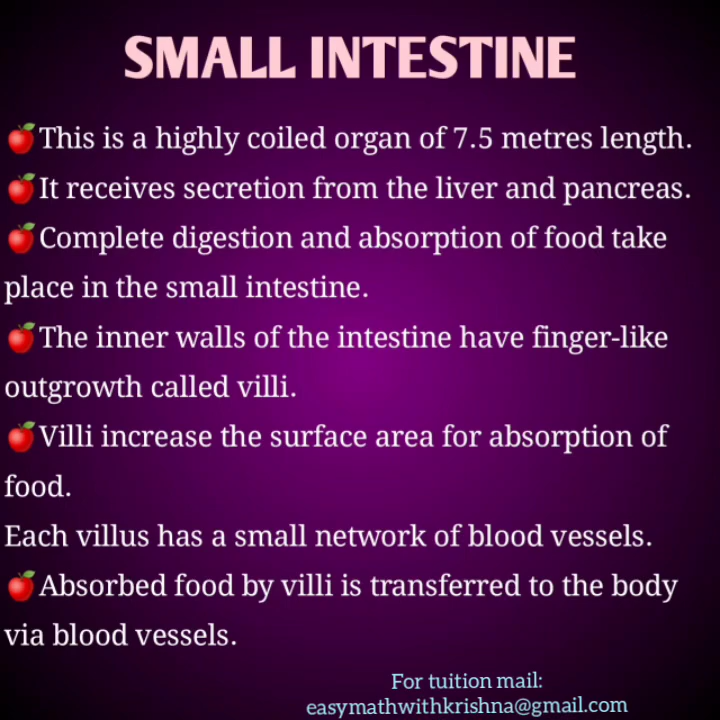 SMALL INTESTINE
🍎This is a highly coiled organ of 7.5 metres length.
🍎It receives secretion from the liver and pancreas.
🍎Complete digestion and absorption of food take
place in the small intestine.
🍎The inner walls of the intestine have finger-like
outgrowth called villi.
🍎Villi increase the surface area for absorption of
food.
Each villus has a small network of blood vessels.
🍎Absorbed food by villi is transferred to the body
via blood vessels.
For tuition mail:
easymathwithkrishna@gmail.com